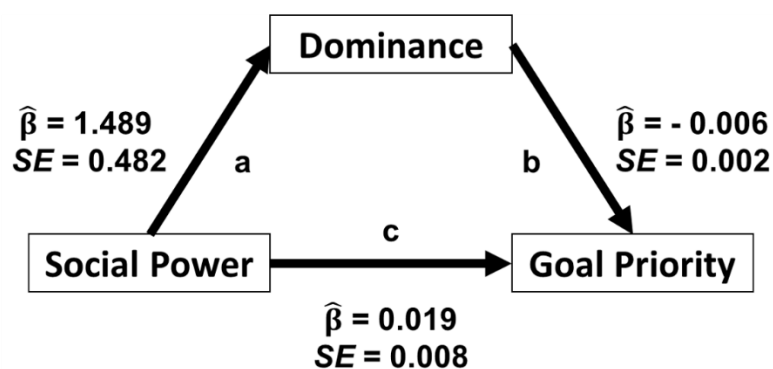 Dominance
β̂ = 1.489
SE = 0.482
a
b
β̂ = - 0.006
SE = 0.002
c
Social Power
Goal Priority
β̂ = 0.019
SE = 0.008